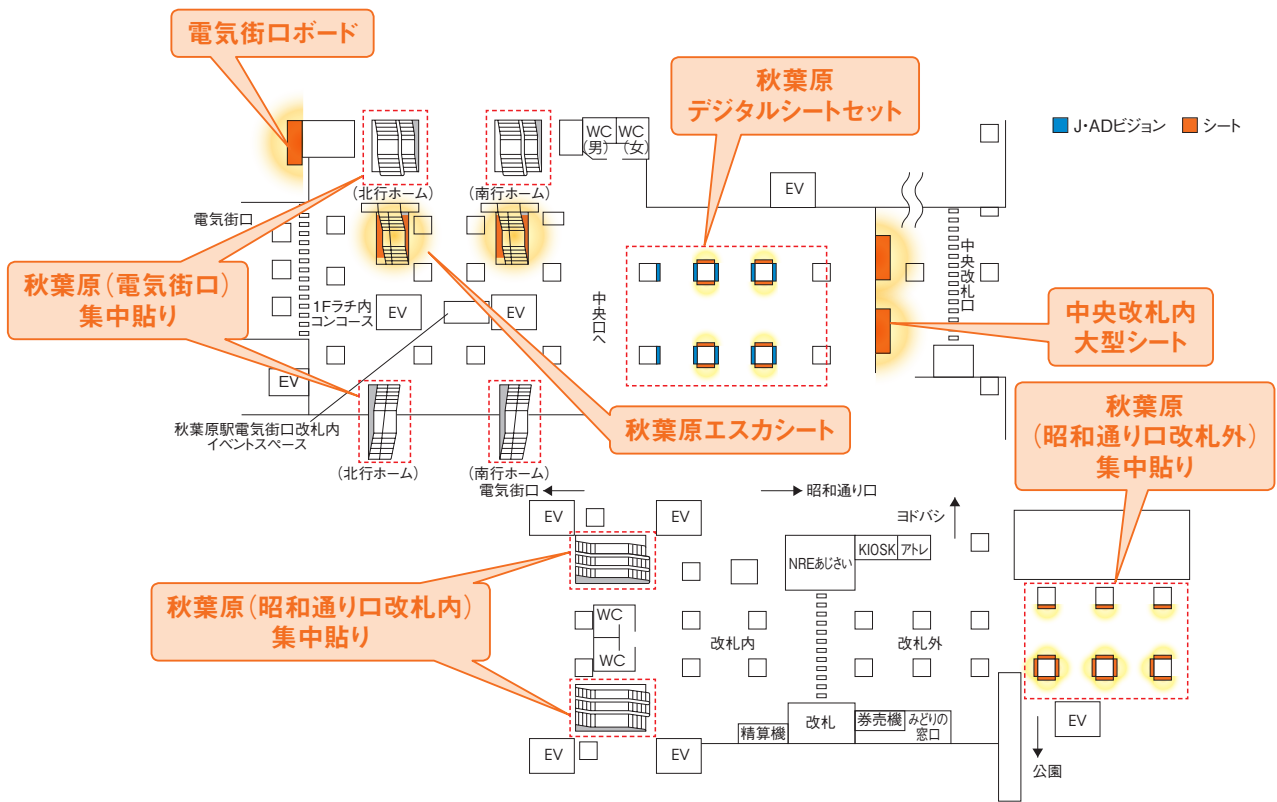 電気街口ボード
秋葉原
デジタルシートセット
J・ADビジョン
シート
WC
(男)
WC
(女)
(北行ホーム)
(南行ホーム)
EV
電気街口
秋葉原(電気街口)
集中貼り
1Fラチ内
コンコース
EV
EV
中央口へ
中央改札口
中央改札内
大型シート
EV
秋葉原駅電気街口改札内
イベントスペース
秋葉原エスカシート
秋葉原
(昭和通り口改札外)
集中貼り
(北行ホーム)
(南行ホーム)
電気街口
昭和通り口
EV
EV
ヨドバシ
NREあじさい
KIOSK
アトレ
秋葉原(昭和通り口改札内)
集中貼り
WC
WC
改札内
改札外
精算機
改札
券売機
みどりの
窓口
EV
EV
EV
公園